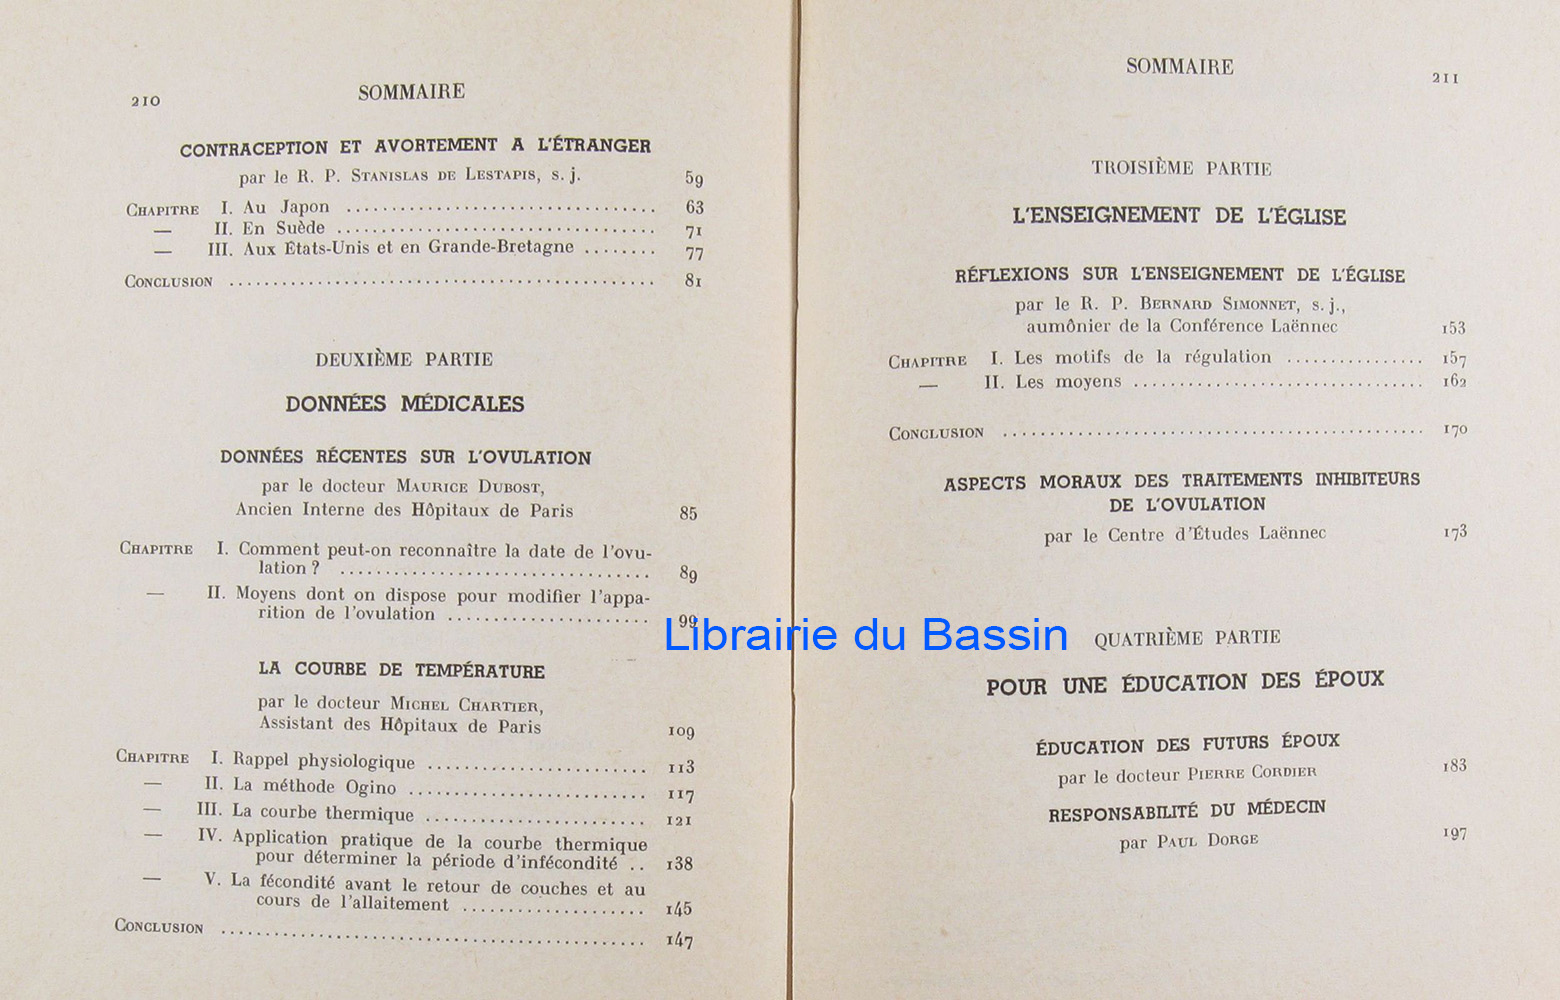 210
SOMMAIRE
CONTRACEPTION ET AVORTEMENT A L'ÉTRANGER
par le R. P. STANISLAS DE LESTAPIS, s. j. 59
CHAPITRE I. Au Japon .................................. 63
— II. En Suède ................................... 71
— III. Aux États-Unis et en Grande-Bretagne ........ 77
CONCLUSION ............................................... 81
DEUXIÈME PARTIE
DONNÉES MÉDICALES
DONNÉES RÉCENTES SUR L'OVULATION
par le docteur MAURICE DUBOST,
Ancien Interne des Hôpitaux de Paris 85
CHAPITRE I. Comment peut-on reconnaître la date de l'ovu-
lation ? .................................. 89
— II. Moyens dont on dispose pour modifier l'appa-
rition de l'ovulation ...................... 99
LA COURBE DE TEMPÉRATURE
par le docteur MICHEL CHARTIER,
Assistant des Hôpitaux de Paris 109
CHAPITRE I. Rappel physiologique ........................ 113
— II. La méthode Ogino .......................... 117
— III. La courbe thermique ........................ 121
— IV. Application pratique de la courbe thermique
pour déterminer la période d'infécondité .. 138
— V. La fécondité avant le retour de couches et au
cours de l'allaitement .................... 145
CONCLUSION ............................................... 147
SOMMAIRE
211
TROISIÈME PARTIE
L'ENSEIGNEMENT DE L'ÉGLISE
RÉFLEXIONS SUR L'ENSEIGNEMENT DE L'ÉGLISE
par le R. P. BERNARD SIMONNET, s. j.,
aumônier de la Conférence Laënnec 153
CHAPITRE I. Les motifs de la régulation ............... 157
— II. Les moyens ................................ 162
CONCLUSION .............................................. 170
ASPECTS MORAUX DES TRAITEMENTS INHIBITEURS
DE L'OVULATION
par le Centre d'Études Laënnec 173
QUATRIÈME PARTIE
POUR UNE ÉDUCATION DES ÉPOUX
ÉDUCATION DES FUTURS ÉPOUX
par le docteur PIERRE CORDIER 183
RESPONSABILITÉ DU MÉDECIN
par PAUL DORGE 197
Librairie du Bassin